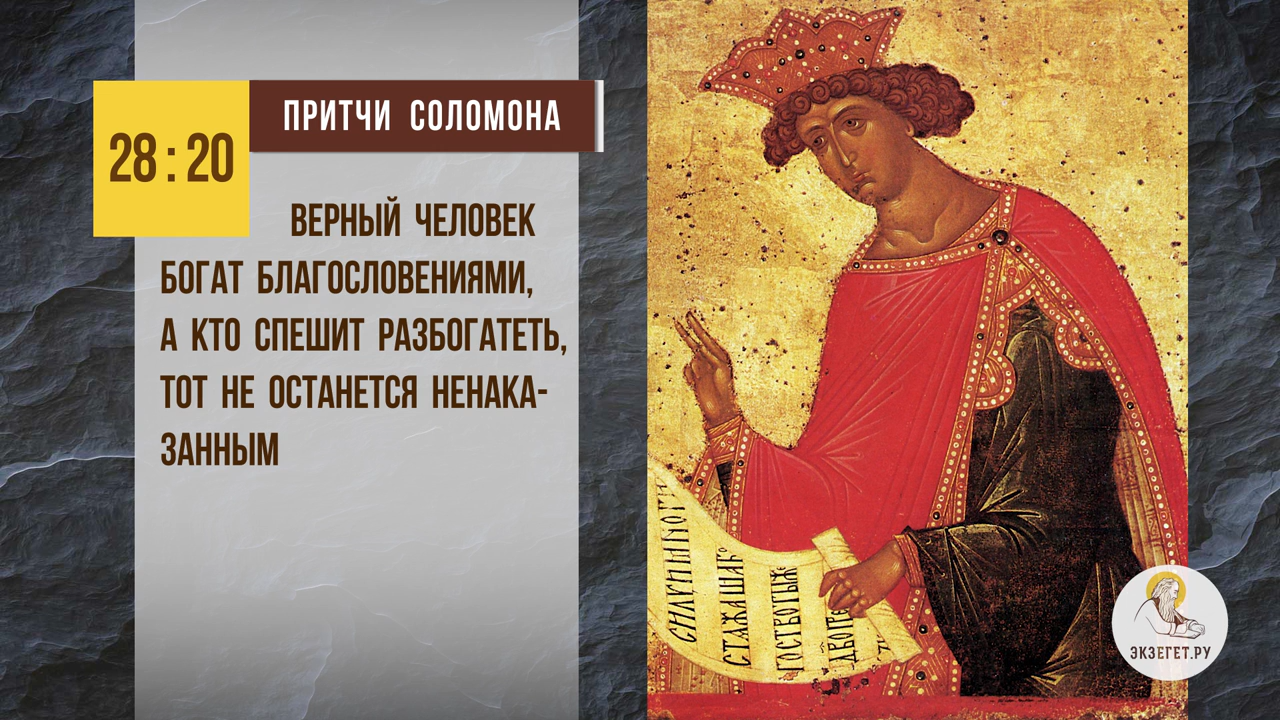 ПРИТЧИ СОЛОМОНА
28:20
ВЕРНЫЙ ЧЕЛОВЕК
БОГАТ БЛАГОСЛОВЕНИЯМИ,
А КТО СПЕШИТ РАЗБОГАТЕТЬ,
ТОТ НЕ ОСТАНЕТСЯ НЕНАКА-
ЗАННЫМ
ЭКЗЕГЕТ.РУ